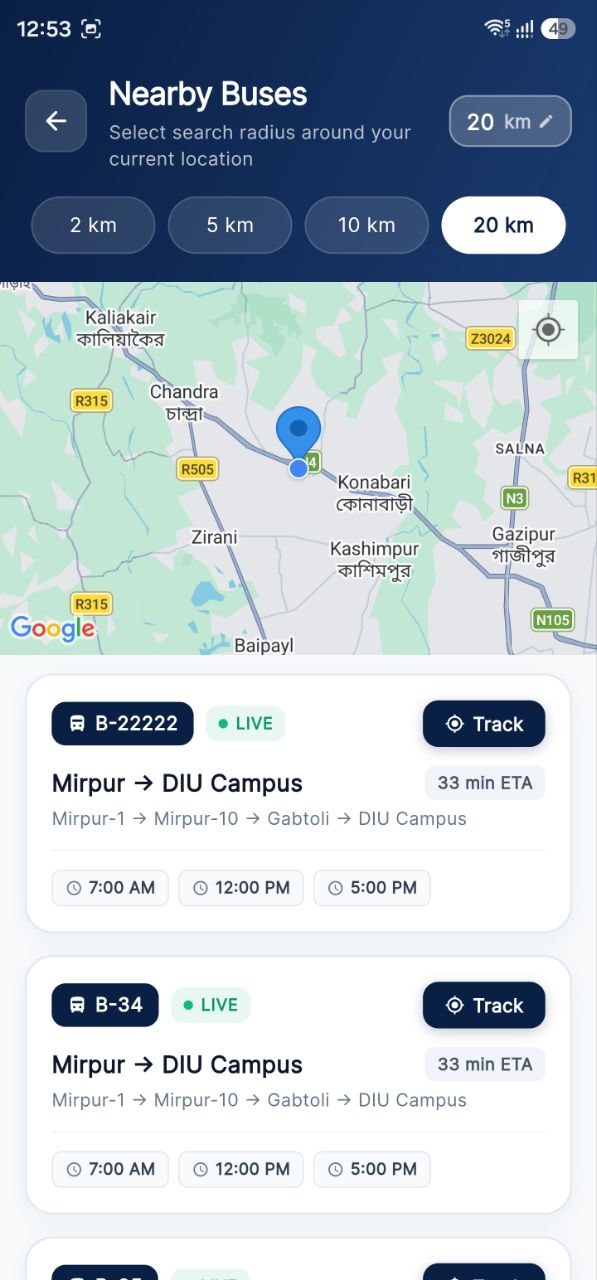 12:53
5
49
Nearby Buses
Select search radius around your
current location
20 km
2 km
5 km
10 km
20 km
Kaliakair
কালিয়াকৈর
Z3024
Chandra
চান্দ্রা
R315
SALNA
R505
Konabari
কোনাবাড়ী
N3
Zirani
Kashimpur
কাশিমপুর
Gazipur
গাজীপুর
R315
N105
Google
Baipayl
B-22222
LIVE
Track
Mirpur → DIU Campus
33 min ETA
Mirpur-1 → Mirpur-10 → Gabtoli → DIU Campus
7:00 AM
12:00 PM
5:00 PM
B-34
LIVE
Track
Mirpur → DIU Campus
33 min ETA
Mirpur-1 → Mirpur-10 → Gabtoli → DIU Campus
7:00 AM
12:00 PM
5:00 PM